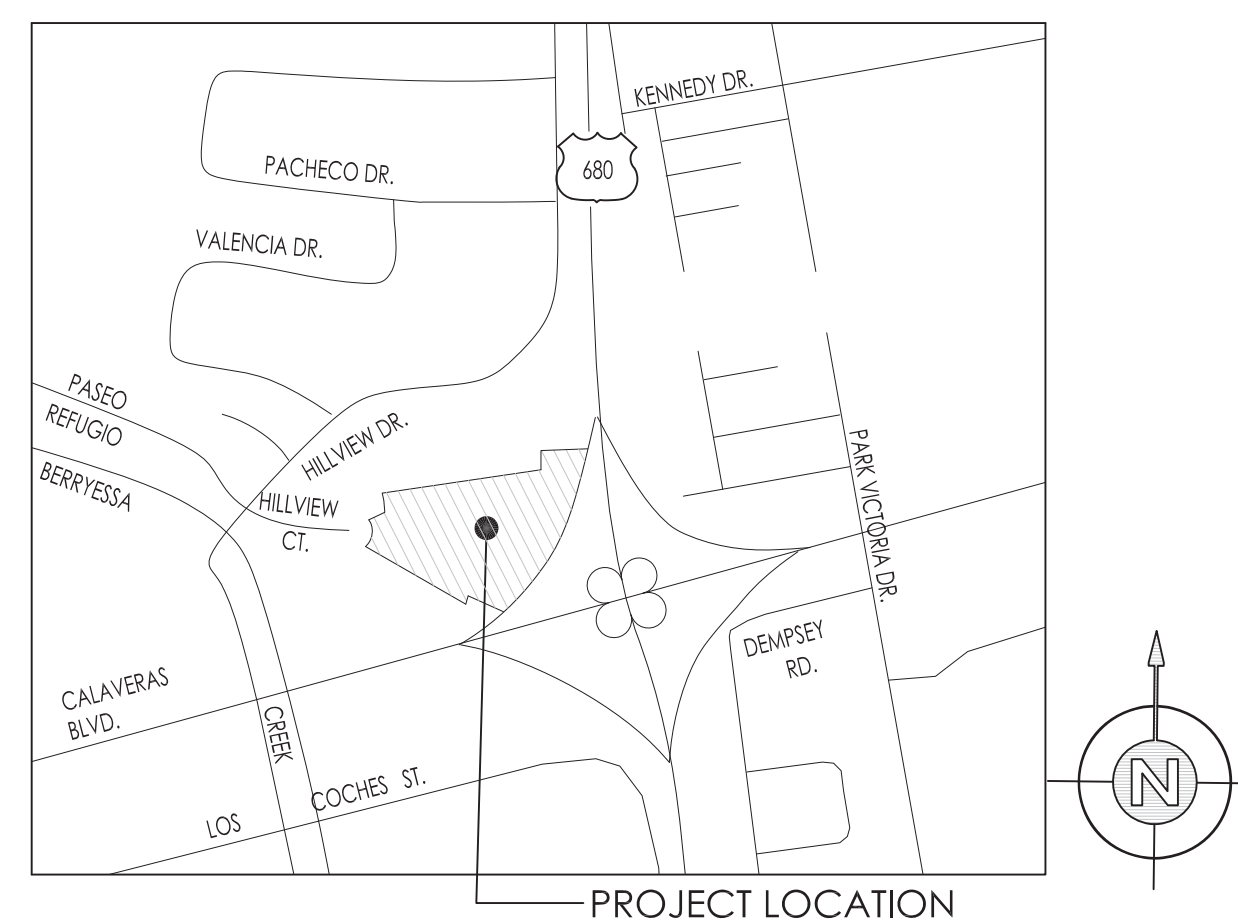 KENNEDY DR.
680
PACHECO DR.
VALENCIA DR.
PASEO
REFUGIO
BERRYESSA
HILLVIEW DR.
HILLVIEW
CT.
PARK VICTORIA DR.
DEMPSEY
RD.
CALAVERAS
BLVD.
CREEK
LOS COCHES ST.
N
PROJECT LOCATION